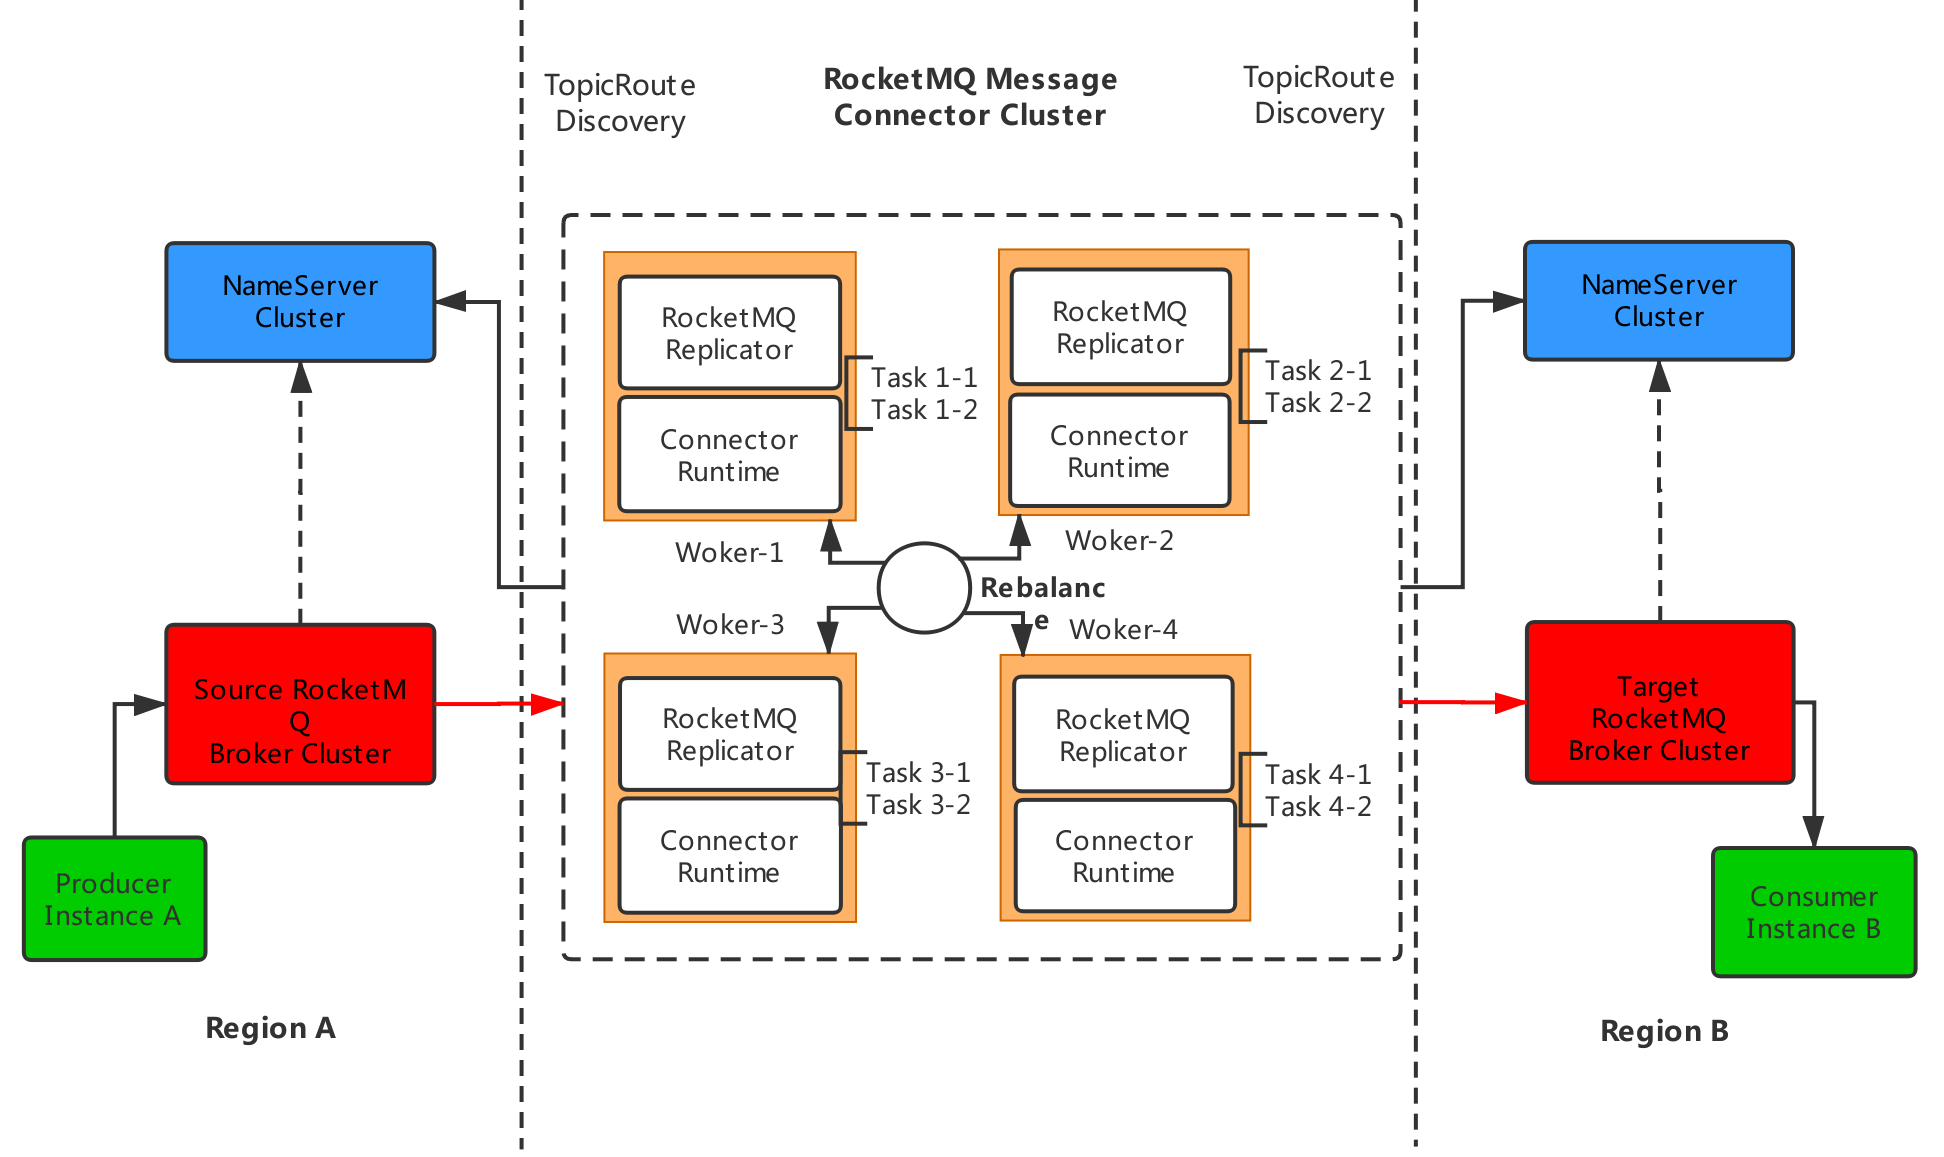 TopicRoute
Discovery
RocketMQ Message
Connector Cluster
TopicRoute
Discovery
NameServer
Cluster
RocketMQ
Replicator
Connector
Runtime
Task 1-1
Task 1-2
RocketMQ
Replicator
Connector
Runtime
Task 2-1
Task 2-2
NameServer
Cluster
Woker-1
Woker-2
Rebalanc
e
Woker-3
Woker-4
Source RocketM
Q
Broker Cluster
RocketMQ
Replicator
Connector
Runtime
Task 3-1
Task 3-2
RocketMQ
Replicator
Connector
Runtime
Task 4-1
Task 4-2
Target
RocketMQ
Broker Cluster
Producer
Instance A
Consumer
Instance B
Region A
Region B